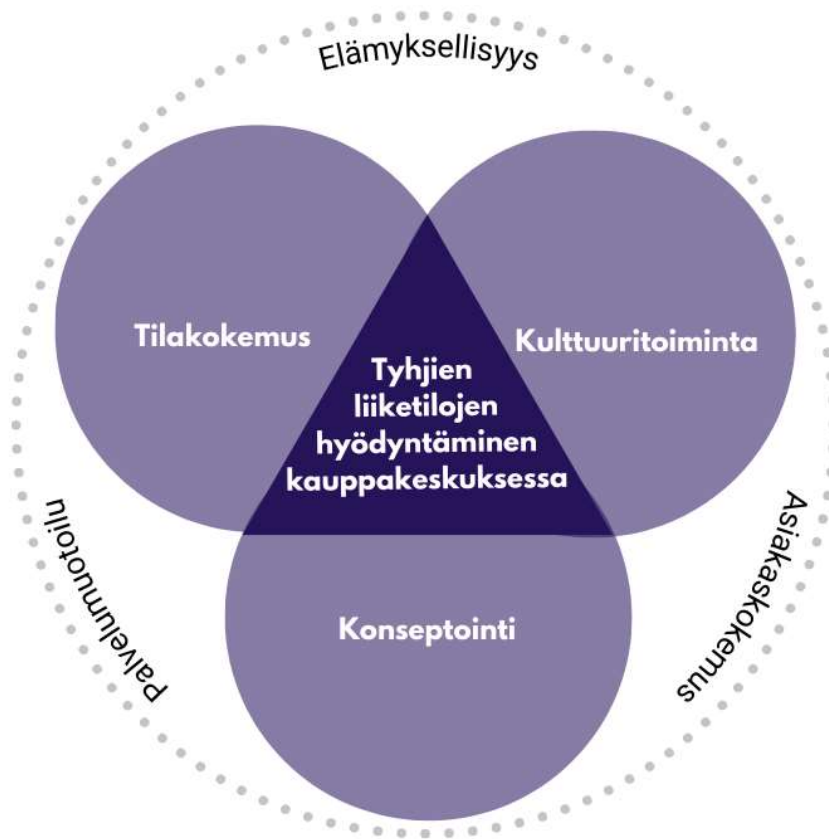 Elämyksellisyys
Tilakokemus
Kulttuuritoiminta
Tyhjien
liiketilojen
hyödyntäminen
kauppakeskuksessa
Palvelumuotoilu
Asiakaskokemus
Konseptointi